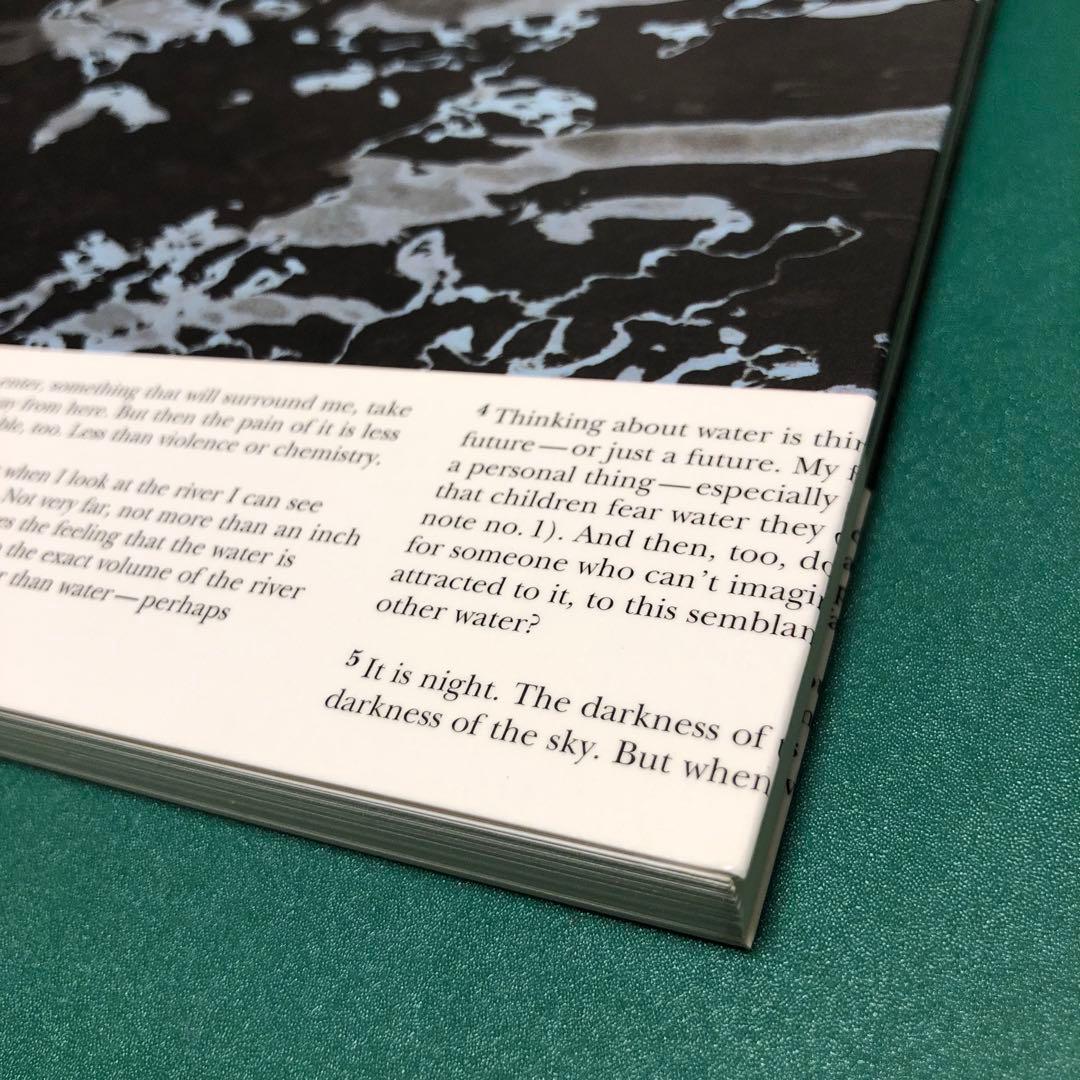 enter, something that will surround me, take
from here. But then the pain of it is less
too. Less than violence or chemistry.
when I look at the river I can see
Not very far, not more than an inch
the feeling that the water is
the exact volume of the river
than water—perhaps
4 Thinking about water is
future—or just a future. My
a personal thing—especially
that children fear water they
note no. 1). And then, too,
for someone who can't
attracted to it, to this
other water?
5 It is night. The darkness of
darkness of the sky. But when